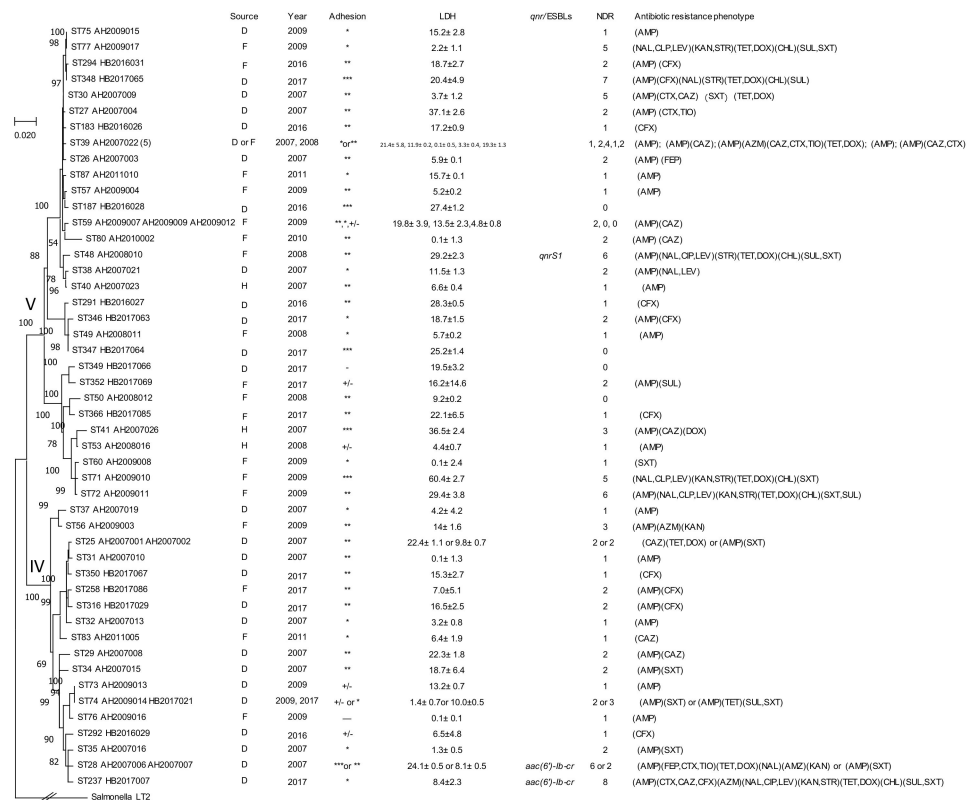 Source Year Adhesion LDH qnr/ESBLs NDR Antibiotic resistance phenotype
ST75 AH2009015 D 2009 * 15.2± 2.8 1 (AMP)
ST77 AH2009017 F 2009 * 2.2± 1.1 5 (NAL,CLP,LEV)(KAN,STR)(TET,DOX)(CHL)(SUL,SXT)
ST294 HB2016031 F 2016 ** 18.7±2.7 2 (AMP) (CFX)
ST348 HB2017065 D 2017 *** 20.4±4.9 7 (AMP)(CFX)(NAL)(STR)(TET,DOX)(CHL)(SUL)
ST30 AH2007009 D 2007 ** 3.7± 1.2 5 (AMP)(CTX,CAZ) (SXT) (TET,DOX)
ST27 AH2007004 D 2007 ** 37.1± 2.6 2 (AMP)(CTX,TIO)
ST183 HB2016026 D 2016 ** 17.2±0.9 1 (CFX)
ST39 AH2007022 (5) D or F 2007, 2008 *or** 21.4± 5.8, 11.9± 0.2, 0.1± 0.5, 3.3± 0.4, 19.3± 1.3 1, 2,4,1,2 (AMP); (AMP)(CAZ); (AMP)(AZM)(CAZ,CTX,TIO)(TET,DOX); (AMP); (AMP)(CAZ,CTX)
ST26 AH2007003 D 2007 ** 5.9± 0.1 2 (AMP) (FEP)
ST87 AH2011010 F 2011 * 15.7± 0.1 1 (AMP)
ST57 AH2009004 F 2009 ** 5.2±0.2 1 (AMP)
ST187 HB2016028 D 2016 *** 27.4±1.2 0
ST59 AH2009007 AH2009009 AH2009012 F 2009 **,*,+/- 19.8± 3.9, 13.5± 2.3,4.8± 0.8 2, 0, 0 (AMP)(CAZ)
ST80 AH2010002 F 2010 ** 0.1± 1.3 2 (AMP) (CAZ)
ST48 AH2008010 F 2008 ** 29.2±2.3 qnrS1 6 (AMP)(NAL,CIP,LEV)(STR)(TET,DOX)(CHL)(SUL,SXT)
ST38 AH2007021 D 2007 * 11.5± 1.3 2 (AMP)(NAL,LEV)
ST40 AH2007023 H 2007 ** 6.6± 0.4 1 (AMP)
ST291 HB2016027 D 2016 ** 28.3±0.5 1 (CFX)
ST346 HB2017063 D 2017 * 18.7±1.5 2 (AMP)(CFX)
ST49 AH2008011 F 2008 * 5.7±0.2 1 (AMP)
ST347 HB2017064 D 2017 *** 25.2±1.4 0
ST349 HB2017066 D 2017 - 19.5±3.2 0
ST352 HB2017069 F 2017 +/- 16.2±14.6 2 (AMP)(SUL)
ST50 AH2008012 F 2008 ** 9.2±0.2 0
ST366 HB2017085 F 2017 ** 22.1±6.5 1 (CFX)
ST41 AH2007026 H 2007 *** 36.5± 2.4 3 (AMP)(CAZ)(DOX)
ST53 AH2008016 H 2008 +/- 4.4±0.7 1 (AMP)
ST60 AH2009008 F 2009 * 0.1± 2.4 1 (SXT)
ST71 AH2009010 F 2009 *** 60.4± 2.7 5 (NAL,CLP,LEV)(KAN,STR)(TET,DOX)(CHL)(SXT)
ST72 AH2009011 F 2009 ** 29.4± 3.8 6 (AMP)(NAL,CLP,LEV)(KAN,STR)(TET,DOX)(CHL)(SXT,SUL)
ST37 AH2007019 D 2007 * 4.2± 4.2 1 (AMP)
ST56 AH2009003 F 2009 ** 14± 1.6 3 (AMP)(AZM)(KAN)
ST25 AH2007001 AH2007002 D 2007 ** 22.4± 1.1 or 9.8± 0.7 2 or 2 (CAZ)(TET,DOX) or (AMP)(SXT)
ST31 AH2007010 D 2007 ** 0.1± 1.3 1 (AMP)
ST350 HB2017067 D 2017 ** 15.3±2.7 1 (CFX)
ST258 HB2017086 F 2017 ** 7.0±5.1 2 (AMP)(CFX)
ST316 HB2017029 D 2017 ** 16.5±2.5 2 (AMP)(CFX)
ST32 AH2007013 D 2007 * 3.2± 0.8 1 (AMP)
ST83 AH2011005 F 2011 * 6.4± 1.9 1 (CAZ)
ST29 AH2007008 D 2007 ** 22.3± 1.8 2 (AMP)(CAZ)
ST34 AH2007015 D 2007 ** 18.7± 6.4 2 (AMP)(SXT)
ST73 AH2009013 D 2009 +/- 13.2± 0.7 1 (AMP)
ST74 AH2009014 HB2017021 D 2009, 2017 +/- or * 1.4± 0.7or 10.0±0.5 2 or 3 (AMP)(SXT) or (AMP)(TET)(SUL,SXT)
ST76 AH2009016 F 2009 — 0.1± 0.1 1 (AMP)
ST292 HB2016029 D 2016 +/- 6.5±4.8 1 (CFX)
ST35 AH2007016 D 2007 * 1.3± 0.5 2 (AMP)(SXT)
ST28 AH2007006 AH2007007 D 2007 ***or ** 24.1± 0.5 or 8.1± 0.5 aac(6')-Ib-cr 6 or 2 (AMP)(FEP,CTX,TIO)(TET,DOX)(NAL)(AMZ)(KAN) or (AMP)(SXT)
ST237 HB2017007 D 2017 * 8.4±2.3 aac(6')-Ib-cr 8 (AMP)(CTX,CAZ,CFX)(AZM)(NAL,CIP,LEV)(KAN,STR)(TET,DOX)(CHL)(SUL,SXT)
Salmonella LT2
0.020
100
98
97
100
54
88
78
96
V
100
100
98
100
100
100
100
78
100
99
99
IV
100
100
99
69
100
94
99
90
82